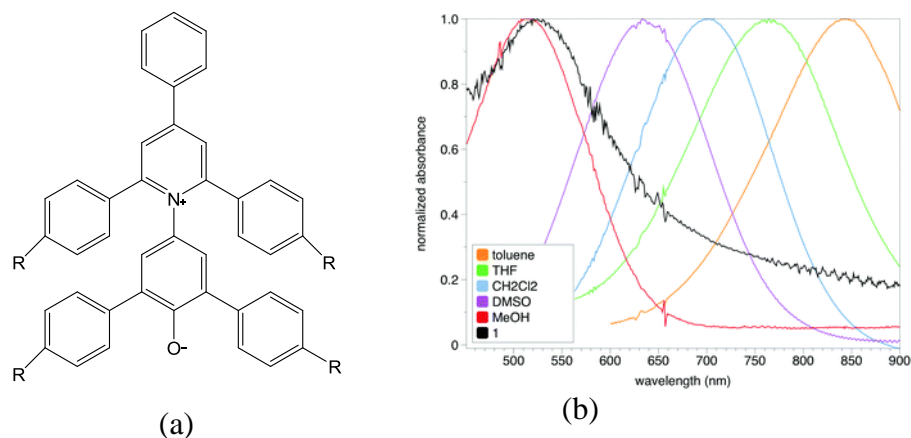 N+
R
R
R
R
O-
(a)
normalized absorbance
1.0
0.8
0.6
0.4
0.2
0
toluene
THF
CH2Cl2
DMSO
MeOH
1
500 550 600 650 700 750 800 850 900
wavelength (nm)
(b)